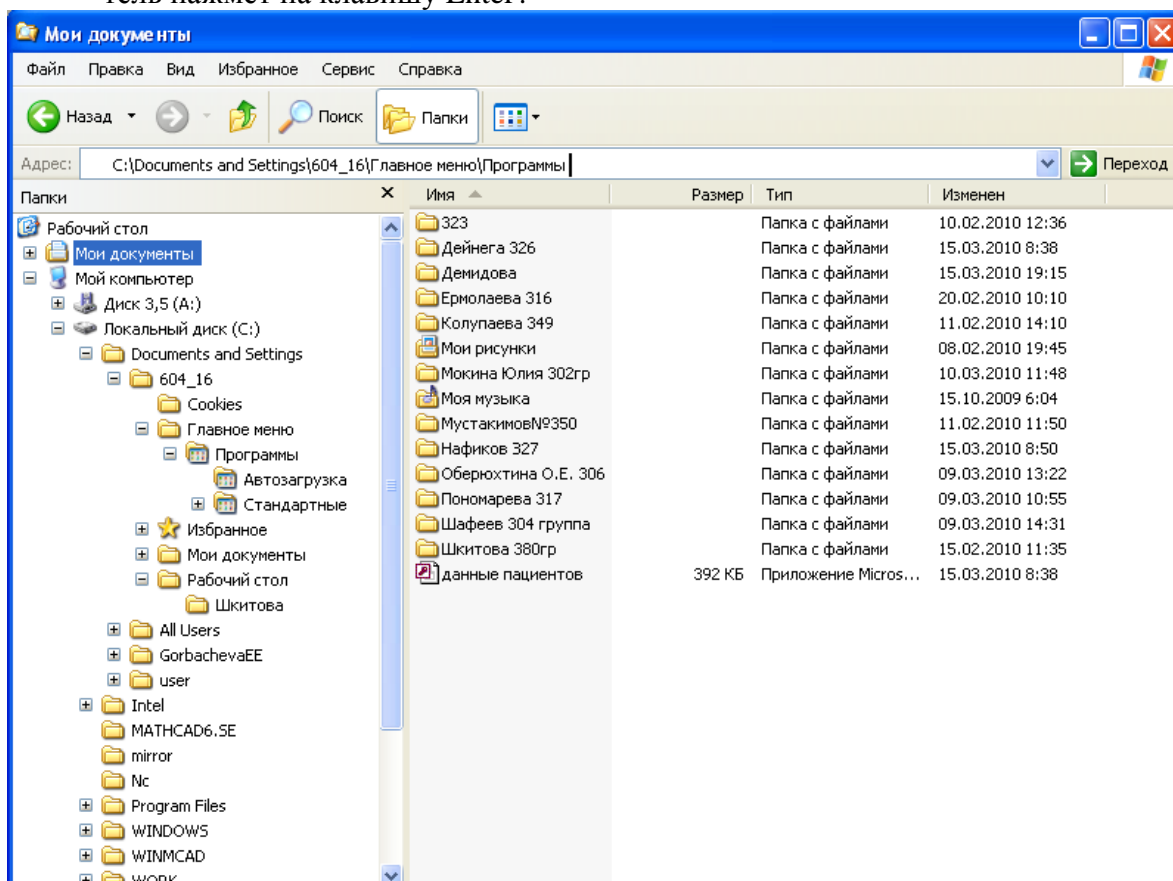 тель нажмет на клавишу Enter?
Мои документы
Файл Правка Вид Избранное Сервис Справка
Назад Поиск Папки
Адрес: C:\Documents and Settings\604_16\Главное меню\Программы Переход
Папки Имя Размер Тип Изменен
Рабочий стол 323 Папка с файлами 10.02.2010 12:36
Мои документы Дейнега 326 Папка с файлами 15.03.2010 8:38
Мой компьютер Демидова Папка с файлами 15.03.2010 19:15
Диск 3,5 (A:) Ермолаева 316 Папка с файлами 20.02.2010 10:10
Локальный диск (C:) Колупаева 349 Папка с файлами 11.02.2010 14:10
Documents and Settings Мои рисунки Папка с файлами 08.02.2010 19:45
604_16 Мокина Юлия 302гр Папка с файлами 10.03.2010 11:48
Cookies Моя музыка Папка с файлами 15.10.2009 6:04
Главное меню Мустакимов№350 Папка с файлами 11.02.2010 11:50
Программы Нафиков 327 Папка с файлами 15.03.2010 8:50
Автозагрузка Оберюхтина О.Е. 306 Папка с файлами 09.03.2010 13:22
Стандартные Пономарева 317 Папка с файлами 09.03.2010 10:55
Избранное Шафеев 304 группа Папка с файлами 09.03.2010 14:31
Мои документы Шкитова 380гр Папка с файлами 15.02.2010 11:35
Рабочий стол данные пациентов 392 КБ Приложение Micros... 15.03.2010 8:38
Шкитова
All Users
GorbachevaEE
user
Intel
MATHCAD6.SE
mirror
Nc
Program Files
WINDOWS
WINMCAD
WORK